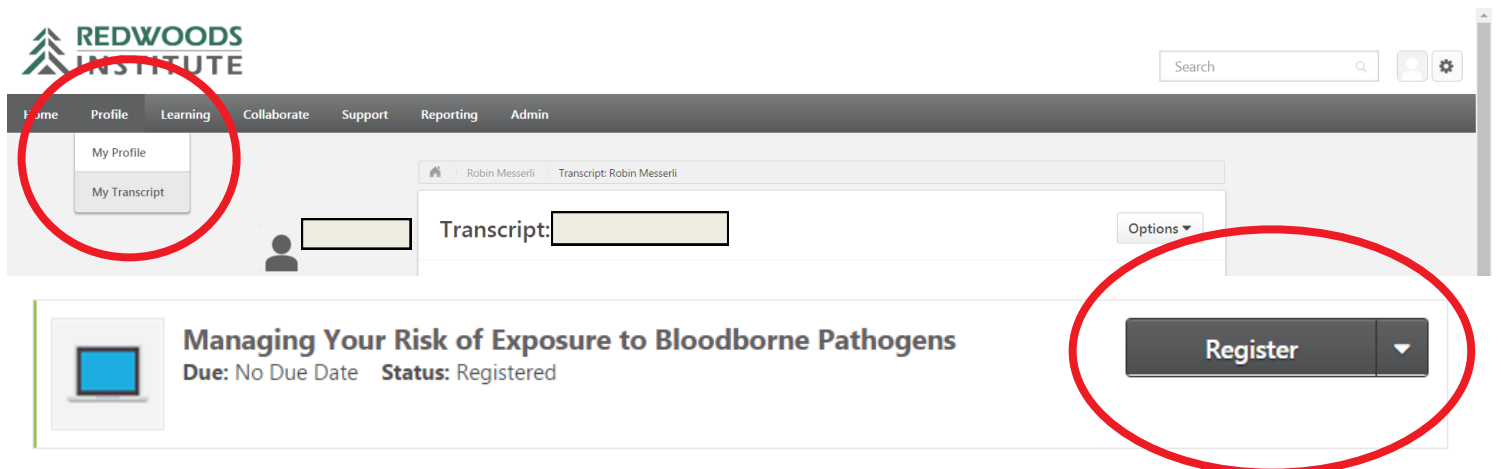 REDWOODS
INSTITUTE
Search
Home Profile Learning Collaborate Support Reporting Admin
My Profile
My Transcript
Robin Messerli Transcript: Robin Messerli
Transcript:
Options
Managing Your Risk of Exposure to Bloodborne Pathogens
Register
Due: No Due Date Status: Registered